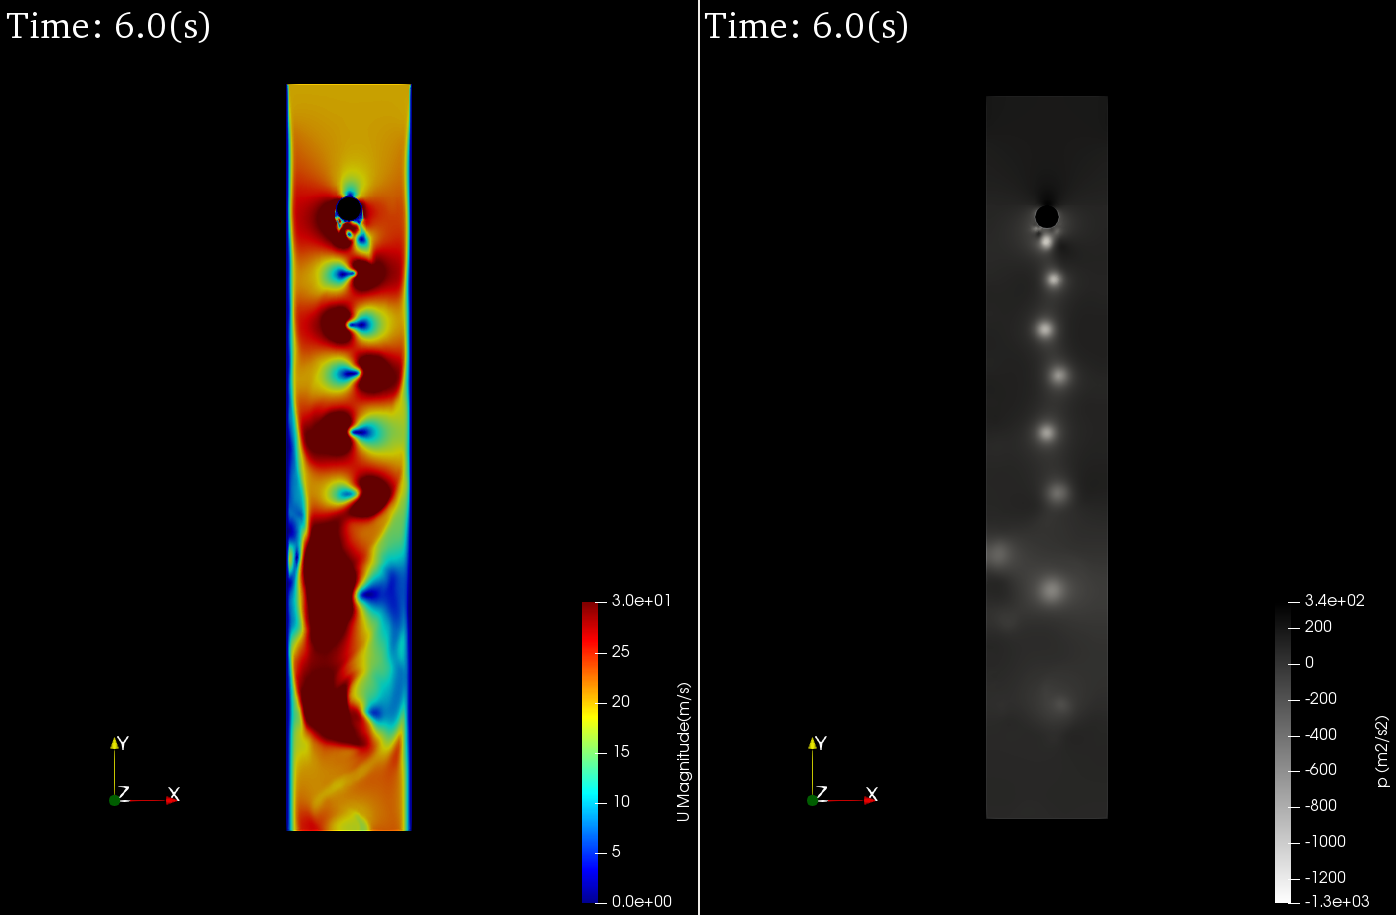 Time: 6.0(s)
3.0e+01
25
20
15
10
5
0.0e+00
U Magnitude(m/s)
Y
Z
X
Time: 6.0(s)
3.4e+02
200
0
-200
-400
-600
-800
-1000
-1200
-1.3e+03
p (m2/s2)
Y
Z
X